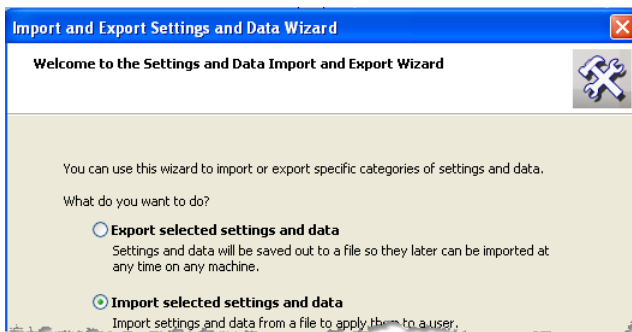 Import and Export Settings and Data Wizard
Welcome to the Settings and Data Import and Export Wizard
You can use this wizard to import or export specific categories of settings and data.
What do you want to do?
Export selected settings and data
Settings and data will be saved out to a file so they later can be imported at
any time on any machine.
Import selected settings and data
Import settings and data from a file to apply them to a user.